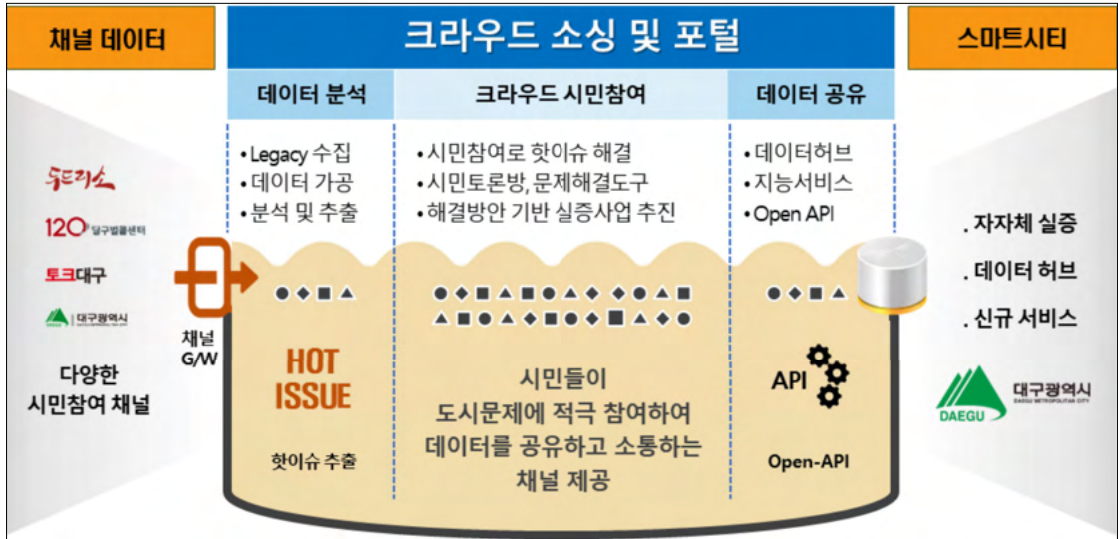 채널 데이터
크라우드 소싱 및 포털
스마트시티
데이터 분석
크라우드 시민참여
데이터 공유
• Legacy 수집
• 데이터 가공
• 분석 및 추출
• 시민참여로 핫이슈 해결
• 시민토론방, 문제해결도구
• 해결방안 기반 실증사업 추진
• 데이터허브
• 지능서비스
• Open API
두드리소
120 달구벌콜센터
토크대구
DAEGU 대구광역시
DAEGU METROPOLITAN CITY
다양한
시민참여 채널
채널
G/W
HOT
ISSUE
핫이슈 추출
시민들이
도시문제에 적극 참여하여
데이터를 공유하고 소통하는
채널 제공
API
Open-API
. 자자체 실증
. 데이터 허브
. 신규 서비스
DAEGU
대구광역시
DAEGU METROPOLITAN CITY